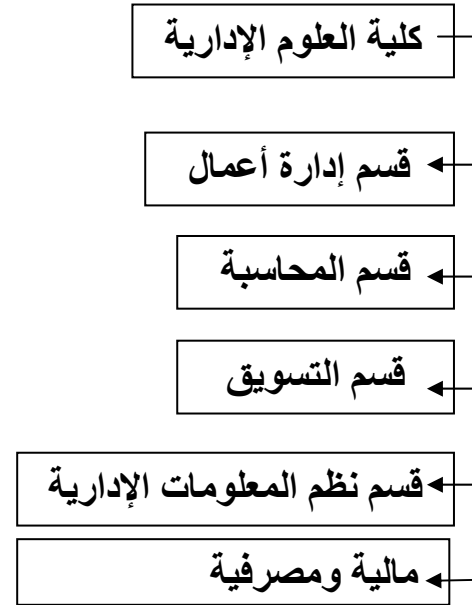 كلية العلوم الإدارية
قسم إدارة أعمال
قسم المحاسبة
قسم التسويق
قسم نظم المعلومات الإدارية
مالية ومصرفية